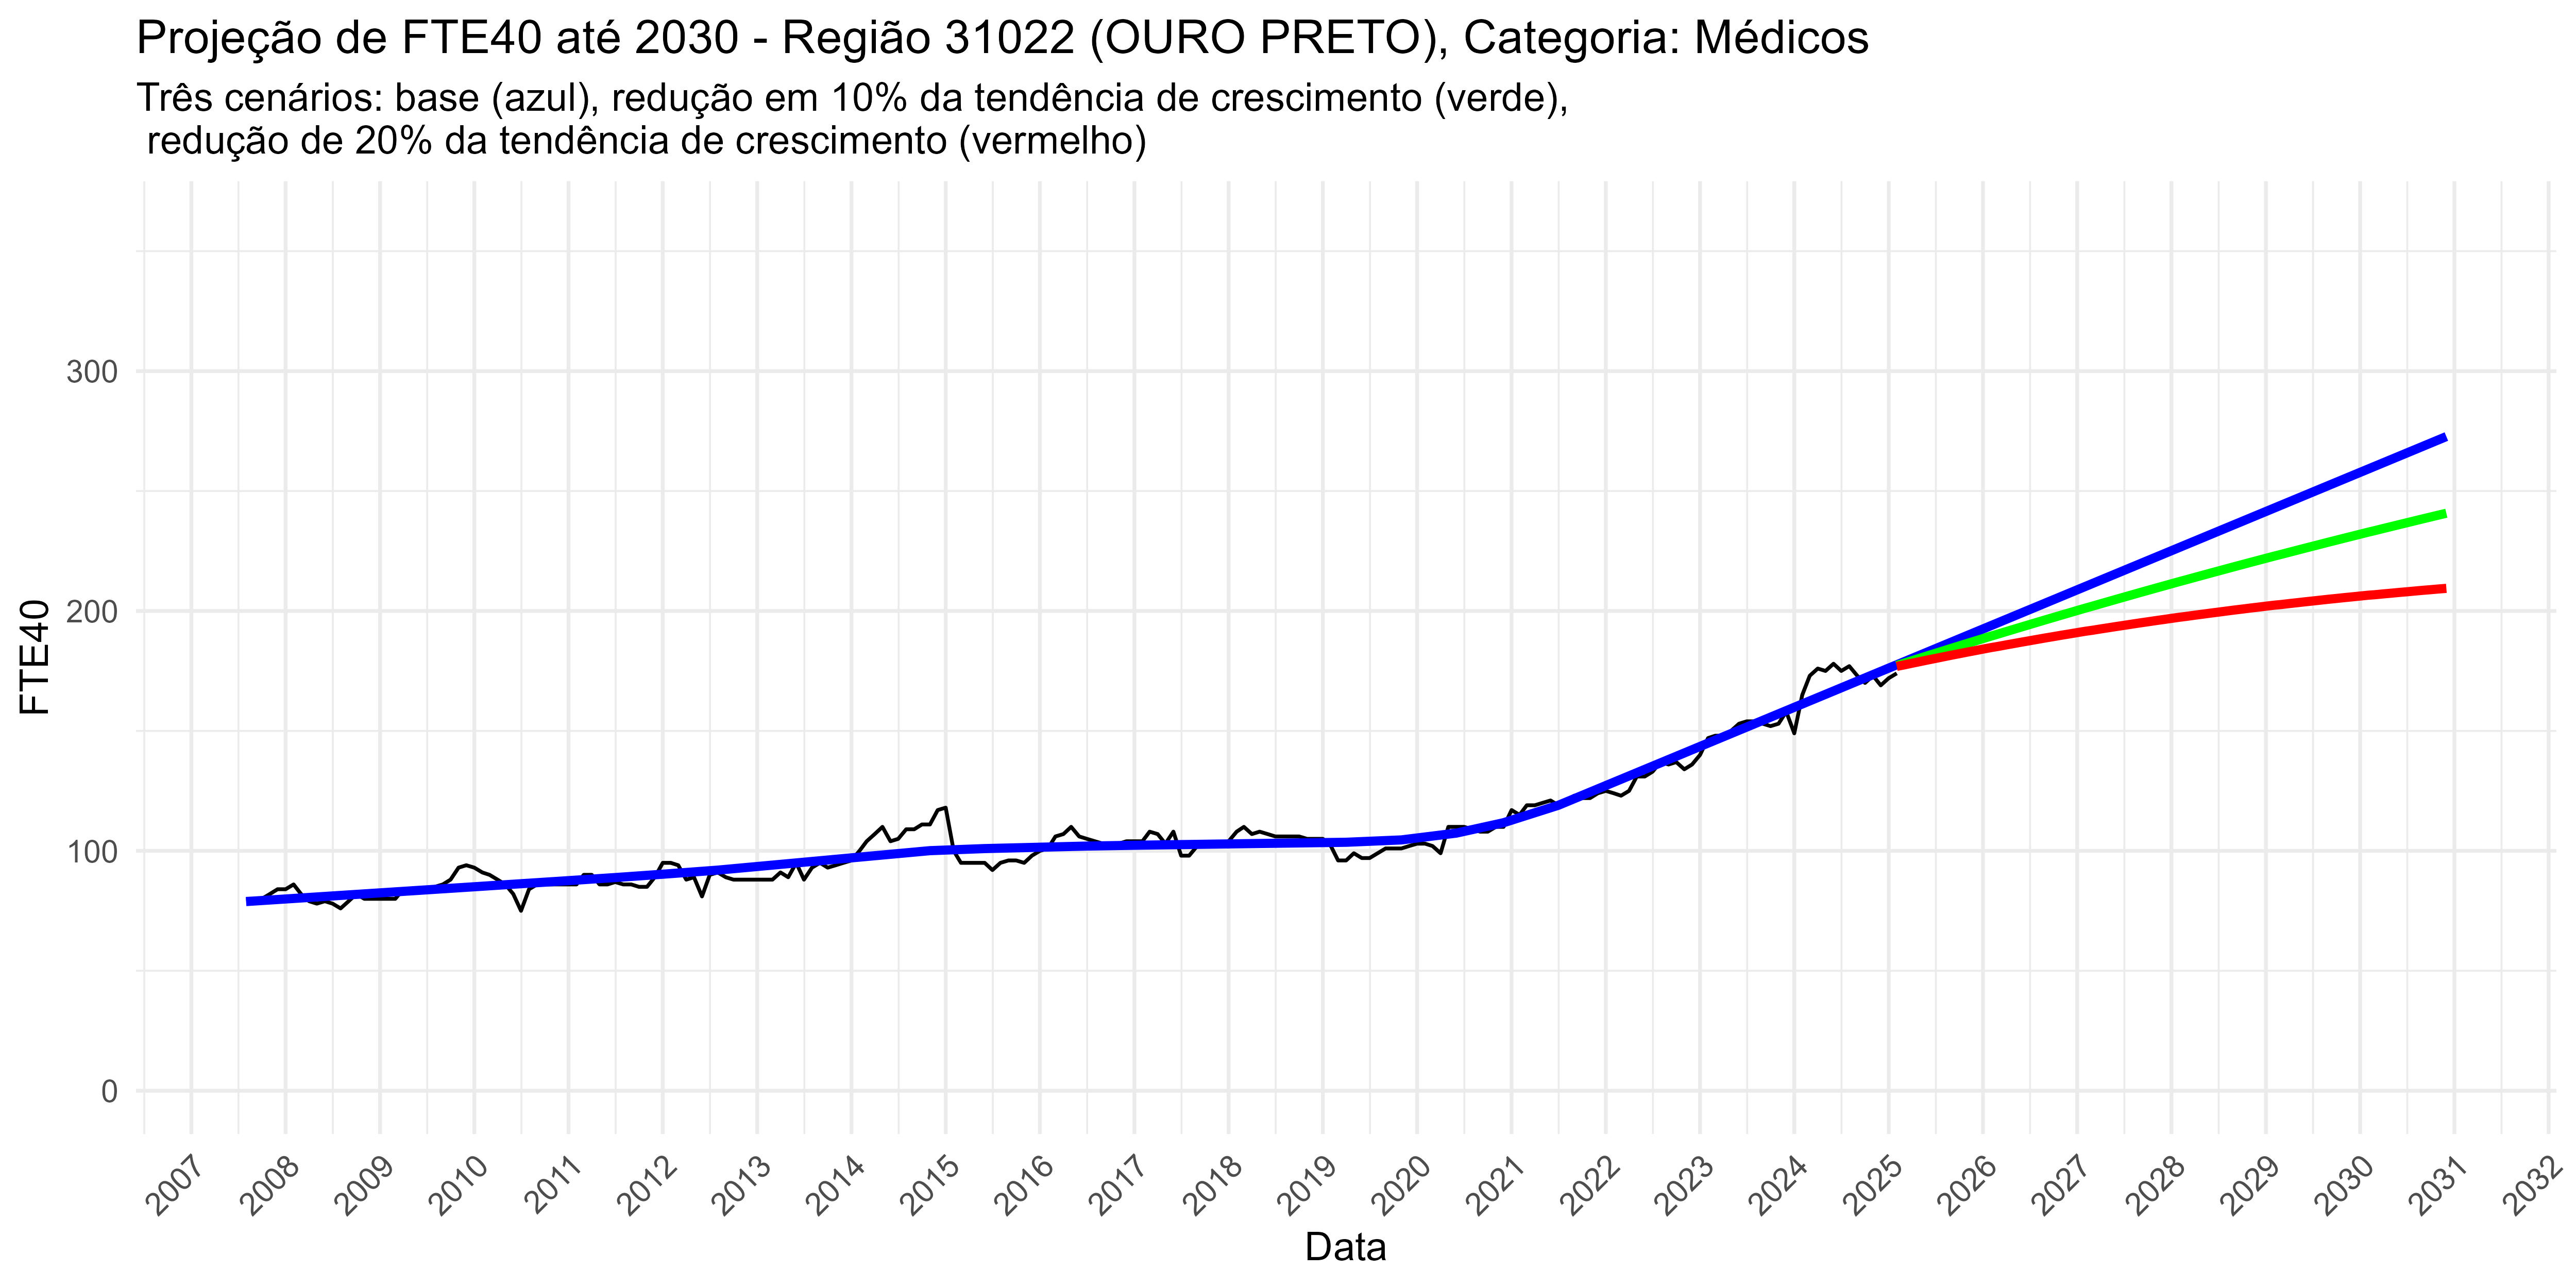 Projeção de FTE40 até 2030 - Região 31022 (OURO PRETO), Categoria: Médicos
Três cenários: base (azul), redução em 10% da tendência de crescimento (verde),
redução de 20% da tendência de crescimento (vermelho)
FTE40
300
200
100
0
2007 2008 2009 2010 2011 2012 2013 2014 2015 2016 2017 2018 2019 2020 2021 2022 2023 2024 2025 2026 2027 2028 2029 2030 2031 2032
Data